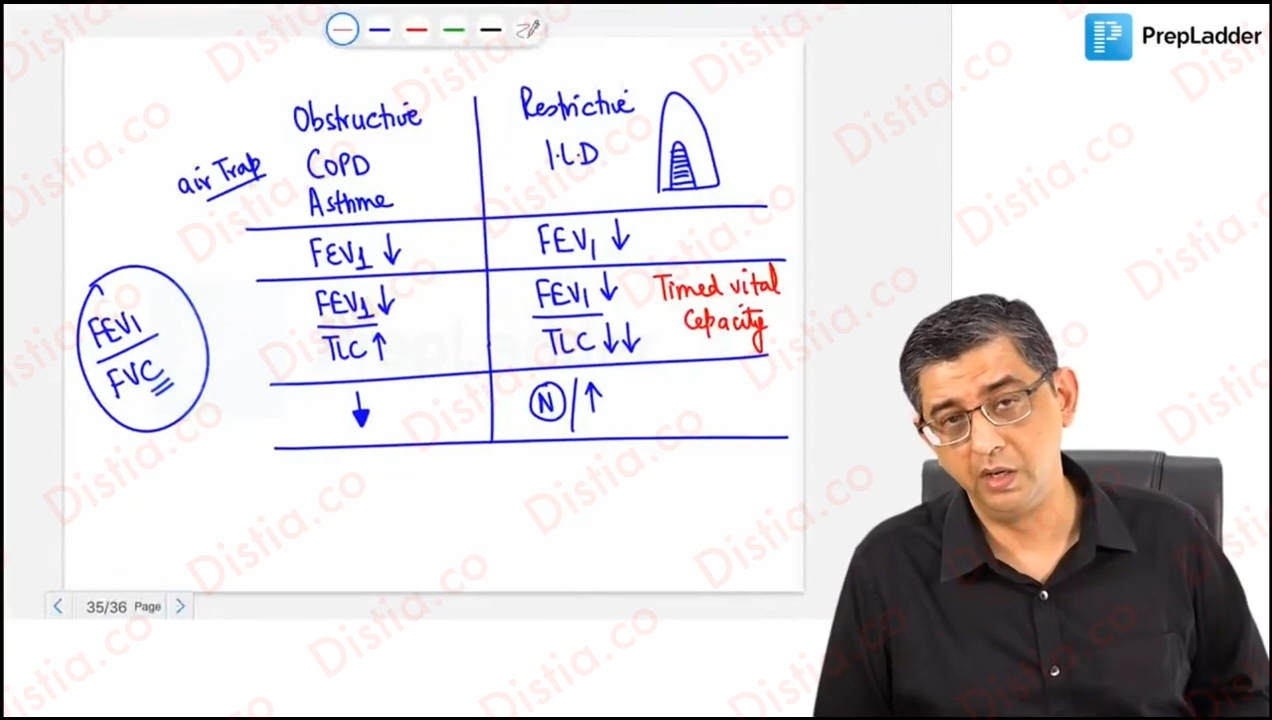 PrepLadder
Obstructive
Restrictive
air Trap
COPD
I.L.D
Asthme
FEV1 ↓
FEV1 ↓
FEV1 ↓
TLC ↑
FEV1 ↓
TLC ↓↓
Timed vital
Capacity
FEV1
FVC
↓
N/↑
35/36 Page
Distia.co